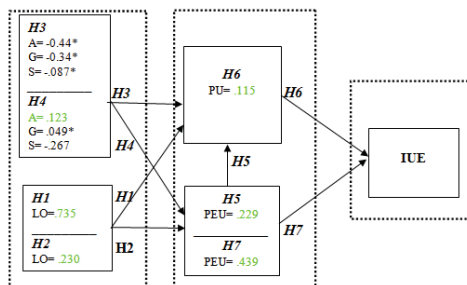 H3
A= -0.44*
G= -0.34*
S= -.087*
H4
A= .123
G= .049*
S= -.267
H1
LO=.735
H2
LO= .230
H3
H4
H1
H2
H6
PU= .115
H5
H5
PEU= .229
H7
PEU= .439
H6
H7
IUE